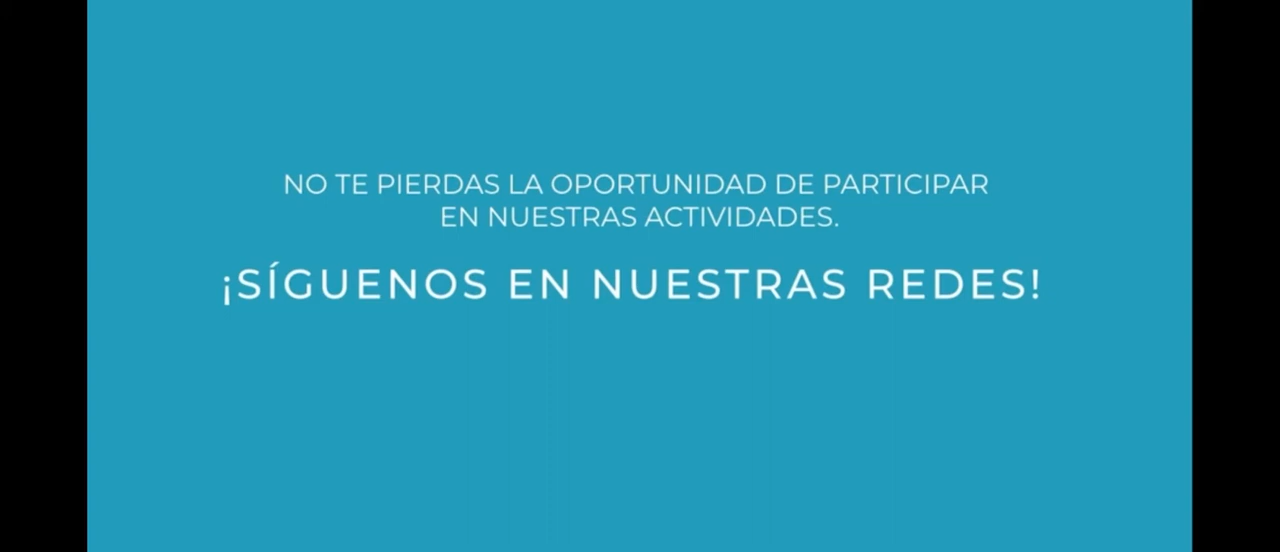 NO TE PIERDAS LA OPORTUNIDAD DE PARTICIPAR
EN NUESTRAS ACTIVIDADES.
¡SÍGUENOS EN NUESTRAS REDES!